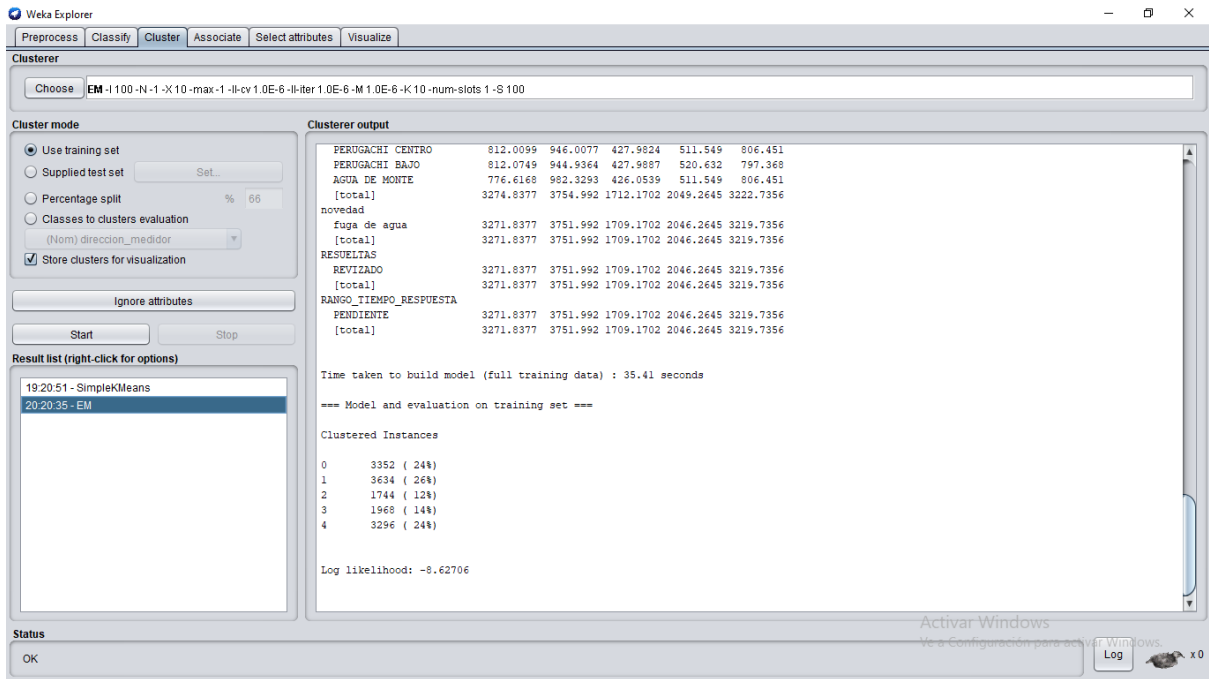 Weka Explorer
Preprocess Classify Cluster Associate Select attributes Visualize
Clusterer
Choose EM -I 100 -N -1 -X 10 -max -1 -ll-cv 1.0E-6 -ll-iter 1.0E-6 -M 1.0E-6 -K 10 -num-slots 1 -S 100
Cluster mode
Use training set
Supplied test set Set...
Percentage split % 66
Classes to clusters evaluation
(Nom) direccion_medidor
Store clusters for visualization
Ignore attributes
Start Stop
Result list (right-click for options)
19:20:51 - SimpleKMeans
20:20:35 - EM
Clusterer output
PERUGACHI CENTRO 812.0099 946.0077 427.9824 511.549 806.451
PERUGACHI BAJO 812.0749 944.9364 427.9887 520.632 797.368
AGUA DE MONTE 776.6168 982.3293 426.0539 511.549 806.451
[total] 3274.8377 3754.992 1712.1702 2049.2645 3222.7356
novedad
fuga de agua 3271.8377 3751.992 1709.1702 2046.2645 3219.7356
[total] 3271.8377 3751.992 1709.1702 2046.2645 3219.7356
RESUELTAS
REVIZADO 3271.8377 3751.992 1709.1702 2046.2645 3219.7356
[total] 3271.8377 3751.992 1709.1702 2046.2645 3219.7356
RANGO_TIEMPO_RESPUESTA
PENDIENTE 3271.8377 3751.992 1709.1702 2046.2645 3219.7356
[total] 3271.8377 3751.992 1709.1702 2046.2645 3219.7356
Time taken to build model (full training data) : 35.41 seconds
=== Model and evaluation on training set ===
Clustered Instances
0 3352 ( 24%)
1 3634 ( 26%)
2 1744 ( 12%)
3 1968 ( 14%)
4 3296 ( 24%)
Log likelihood: -8.62706
Activar Windows
Ve a Configuración para activar Windows.
Status
OK
Log x 0